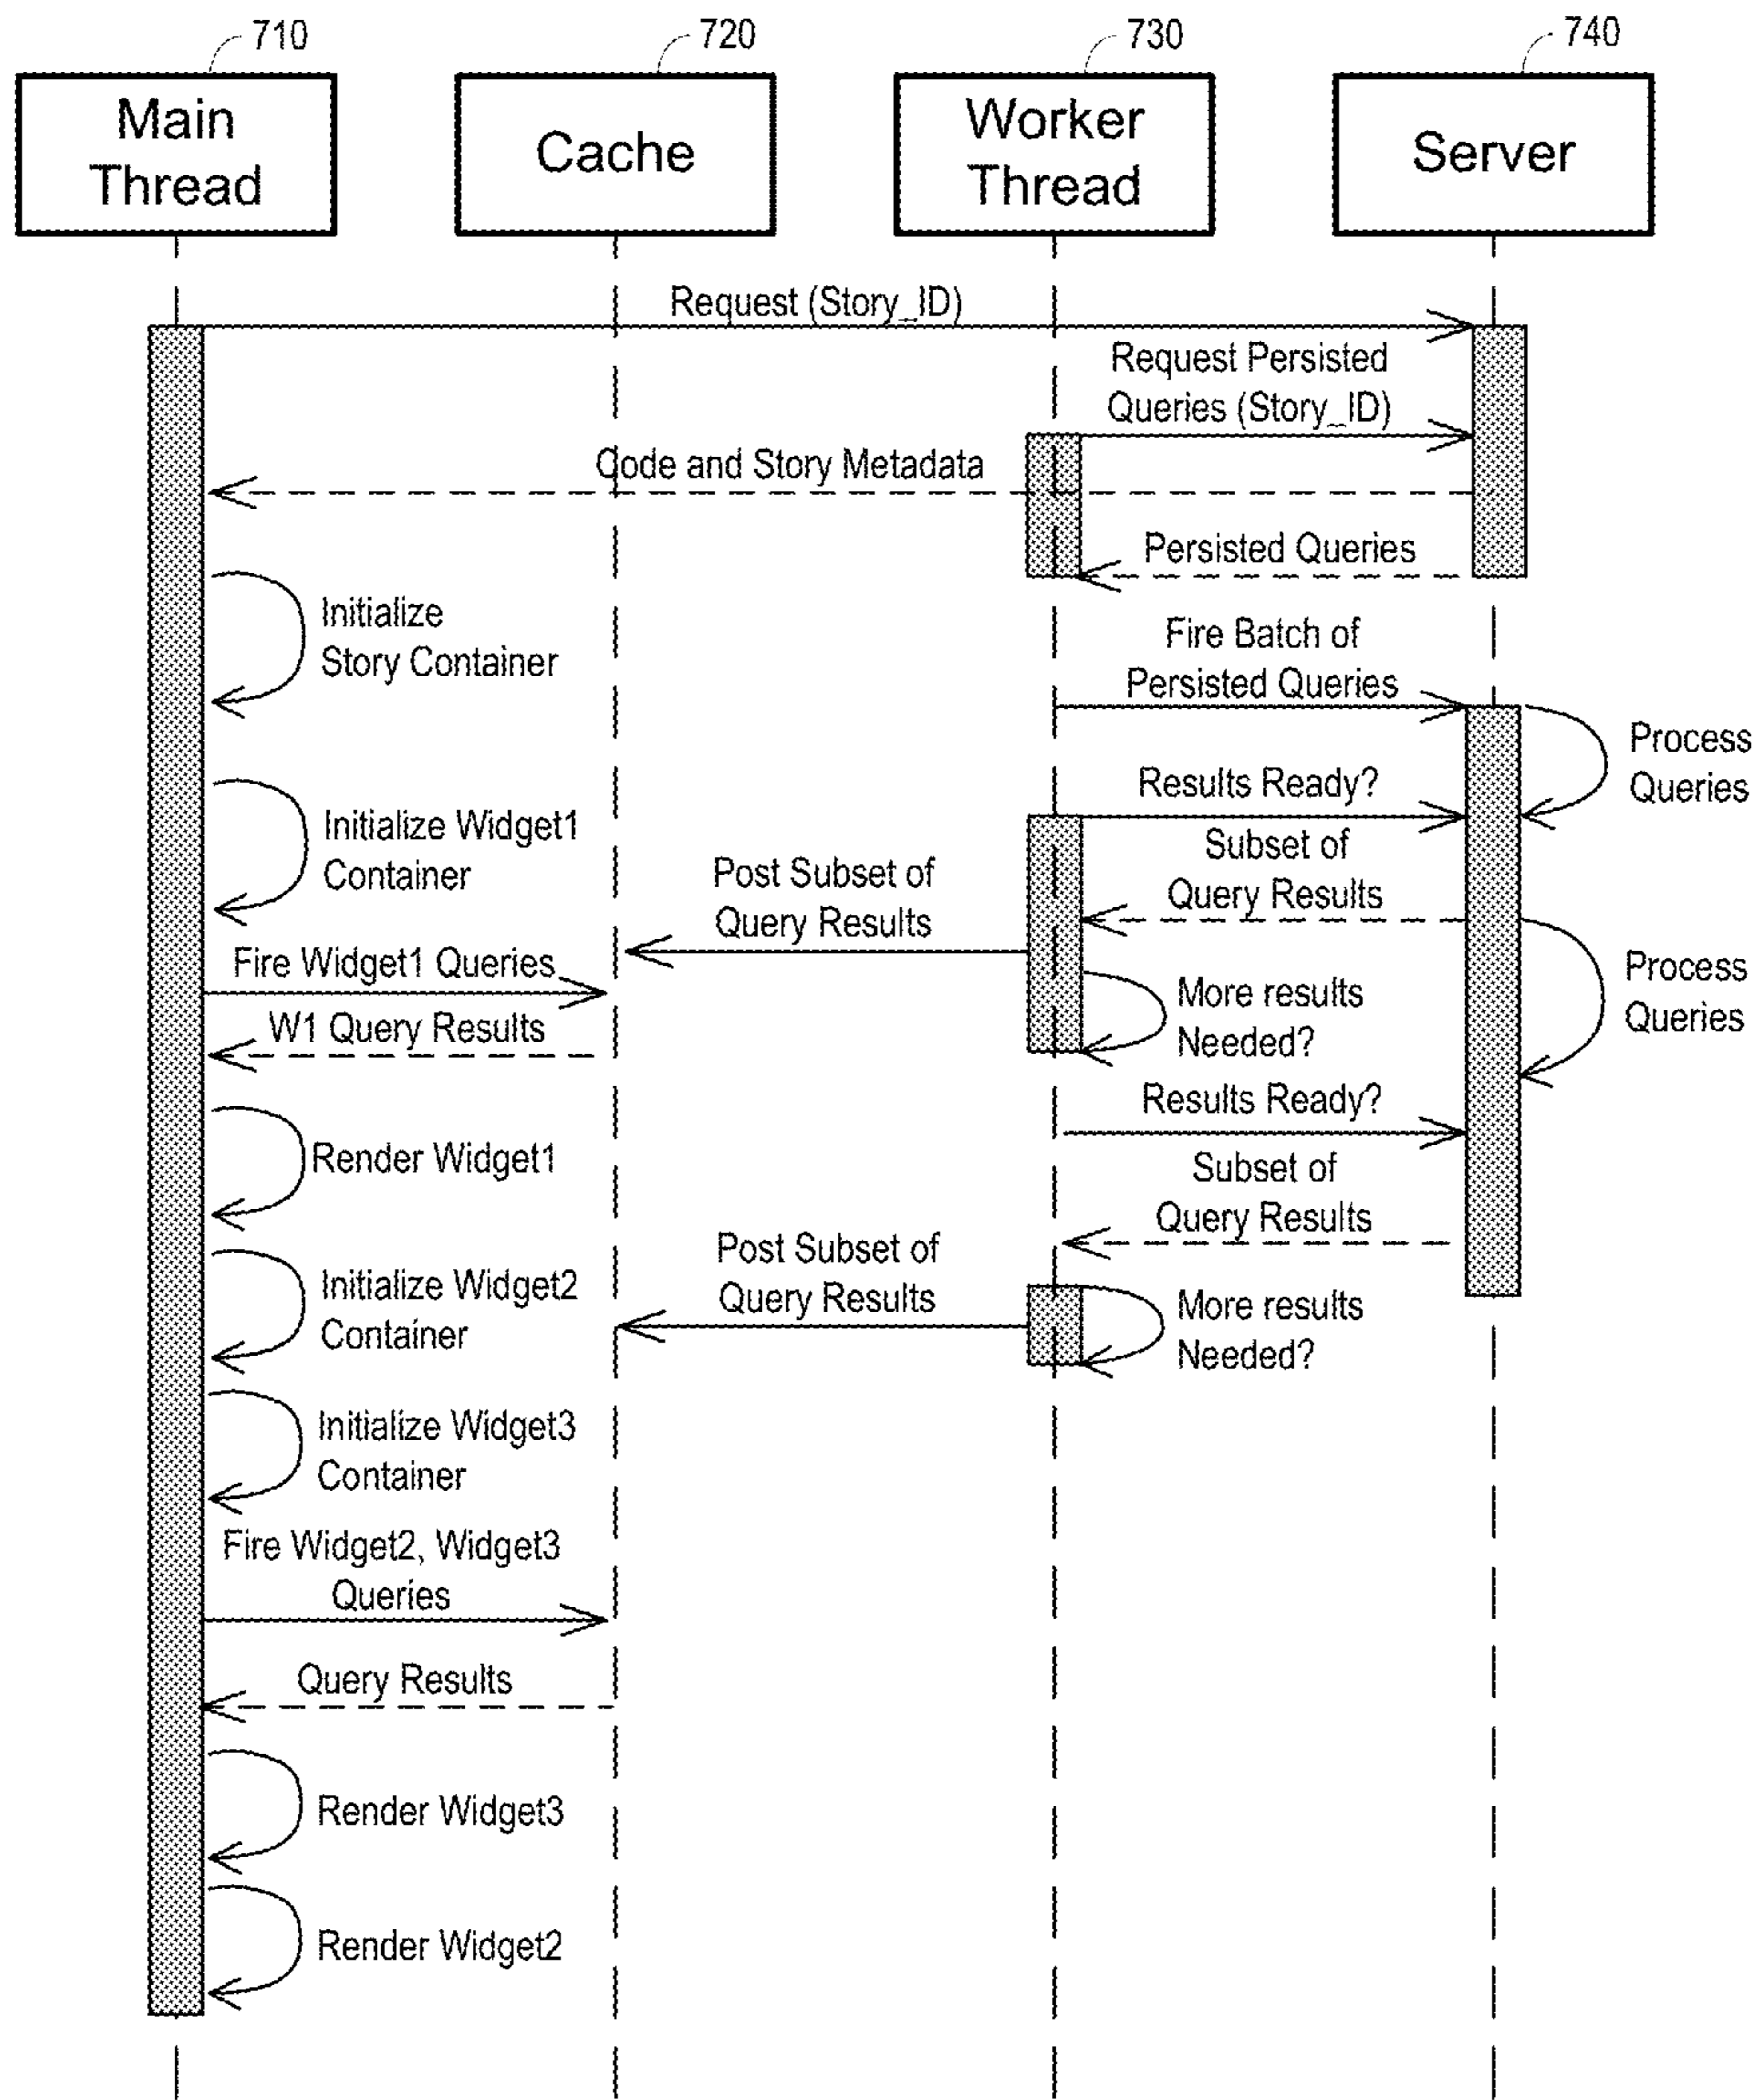 710
720
730
740
Main
Thread
Cache
Worker
Thread
Server
Request (Story_ID)
Request Persisted
Queries (Story_ID)
Code and Story Metadata
Persisted Queries
Initialize
Story Container
Fire Batch of
Persisted Queries
Process
Queries
Results Ready?
Initialize Widget1
Container
Subset of
Query Results
Post Subset of
Query Results
Fire Widget1 Queries
Process
Queries
More results
Needed?
W1 Query Results
Results Ready?
Render Widget1
Subset of
Query Results
Post Subset of
Query Results
Initialize Widget2
Container
More results
Needed?
Initialize Widget3
Container
Fire Widget2, Widget3
Queries
Query Results
Render Widget3
Render Widget2